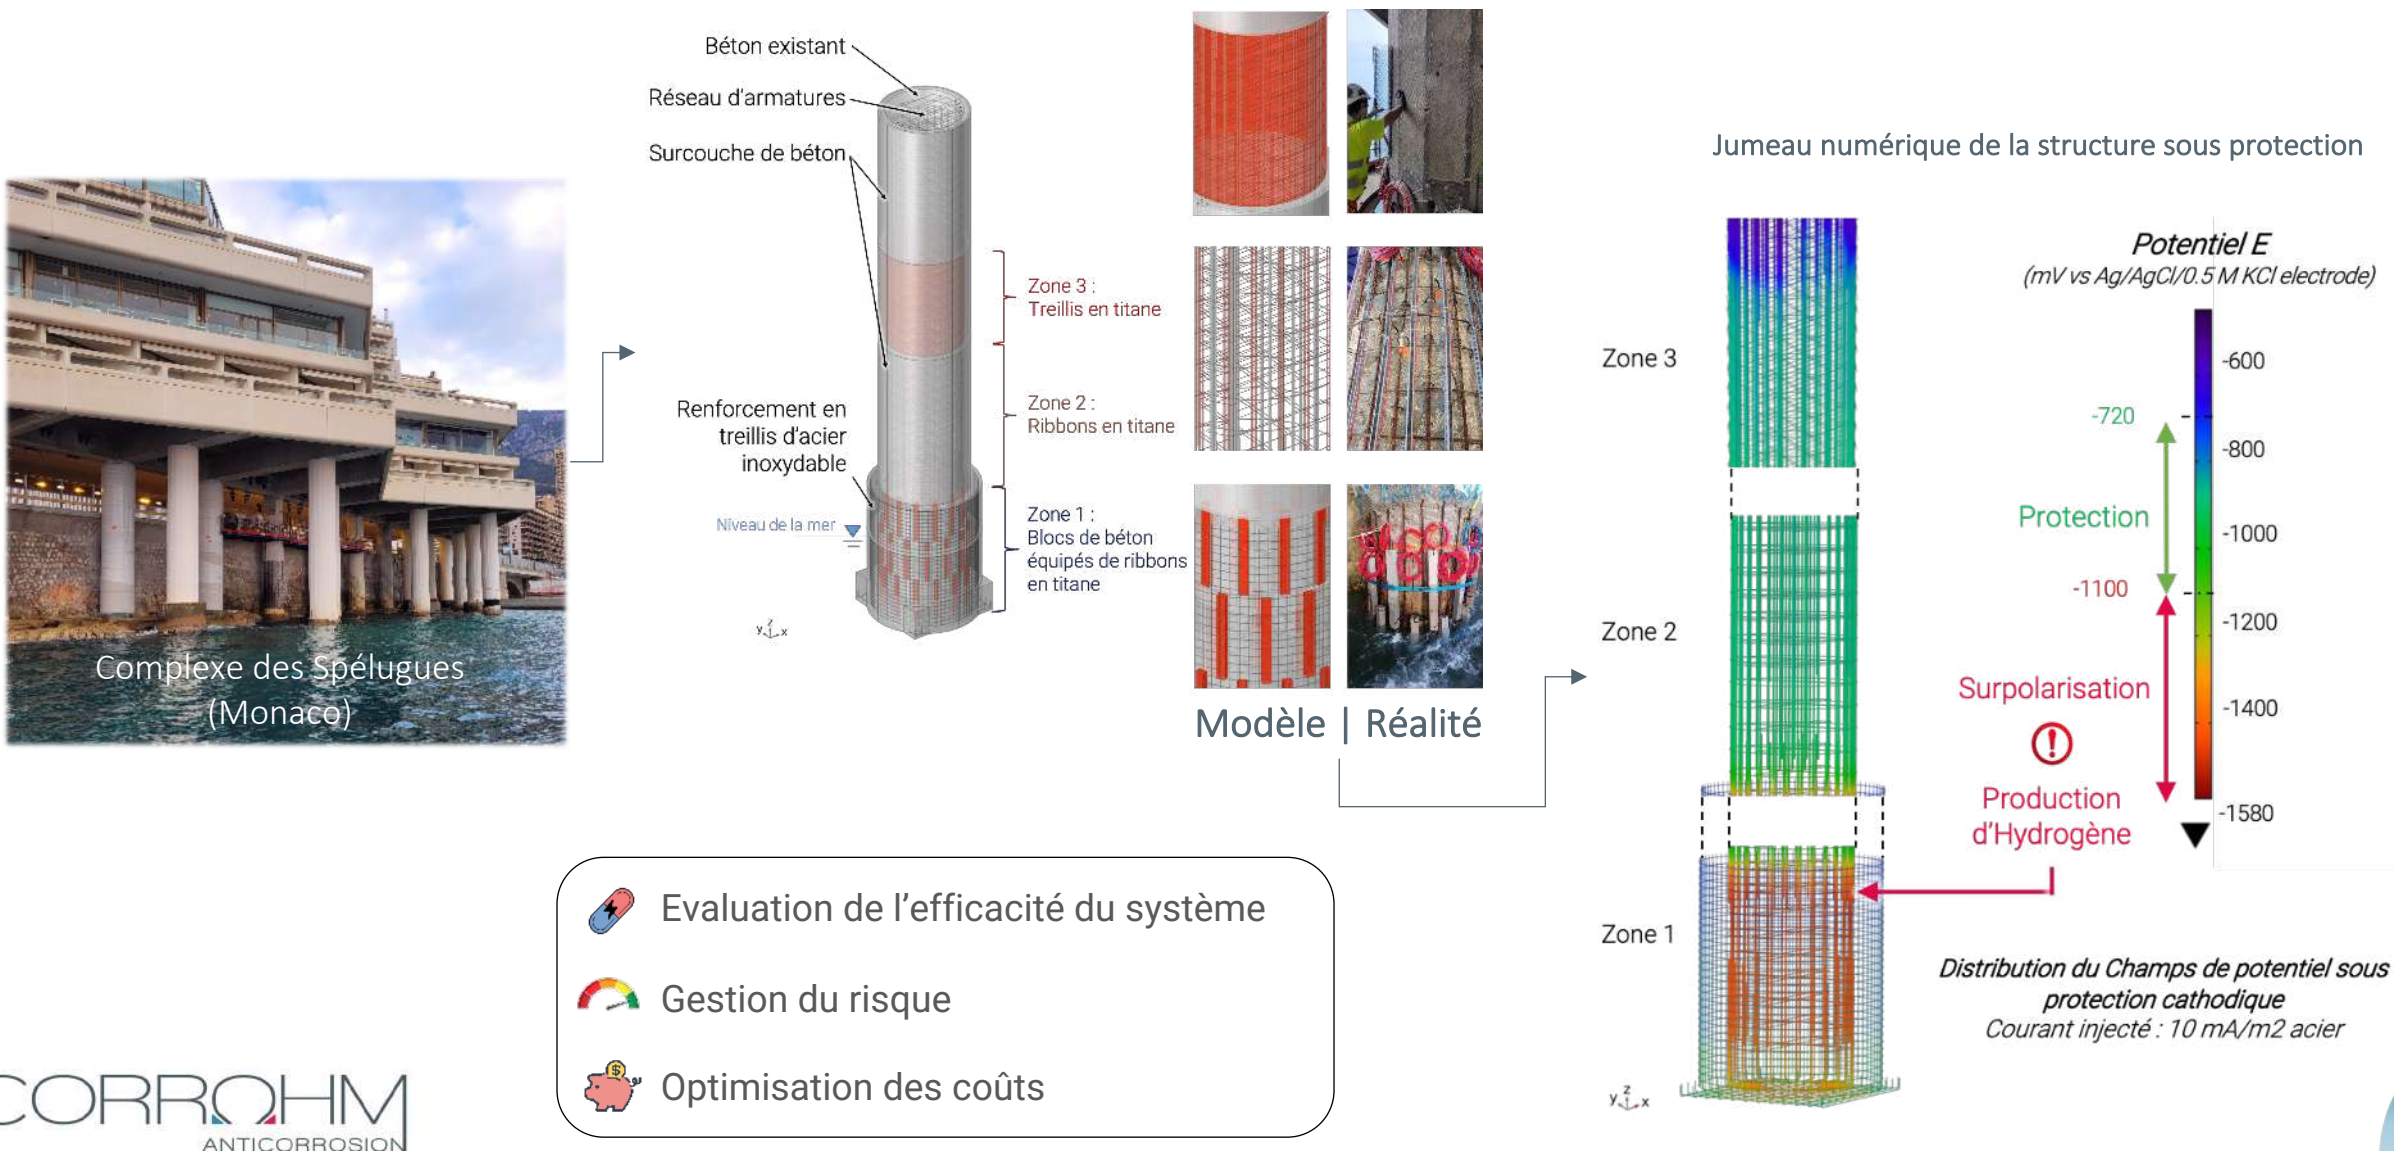 Béton existant
Réseau d'armatures
Surcouche de béton
Renforcement en
treillis d'acier
inoxydable
Niveau de la mer
Zone 3 :
Treillis en titane
Zone 2 :
Ribbons en titane
Zone 1 :
Blocs de béton
équipés de ribbons
en titane
z
y
x
Complexe des Spélugues
(Monaco)
Modèle | Réalité
Jumeau numérique de la structure sous protection
Potentiel E
(mV vs Ag/AgCl/0.5 M KCl electrode)
Zone 3
Zone 2
Zone 1
-720
Protection
-1100
Surpolarisation
Production
d'Hydrogène
-600
-800
-1000
-1200
-1400
-1580
Distribution du Champs de potentiel sous
protection cathodique
Courant injecté : 10 mA/m2 acier
z
y
x
Evaluation de l’efficacité du système
Gestion du risque
Optimisation des coûts
CORROHM
ANTICORROSION